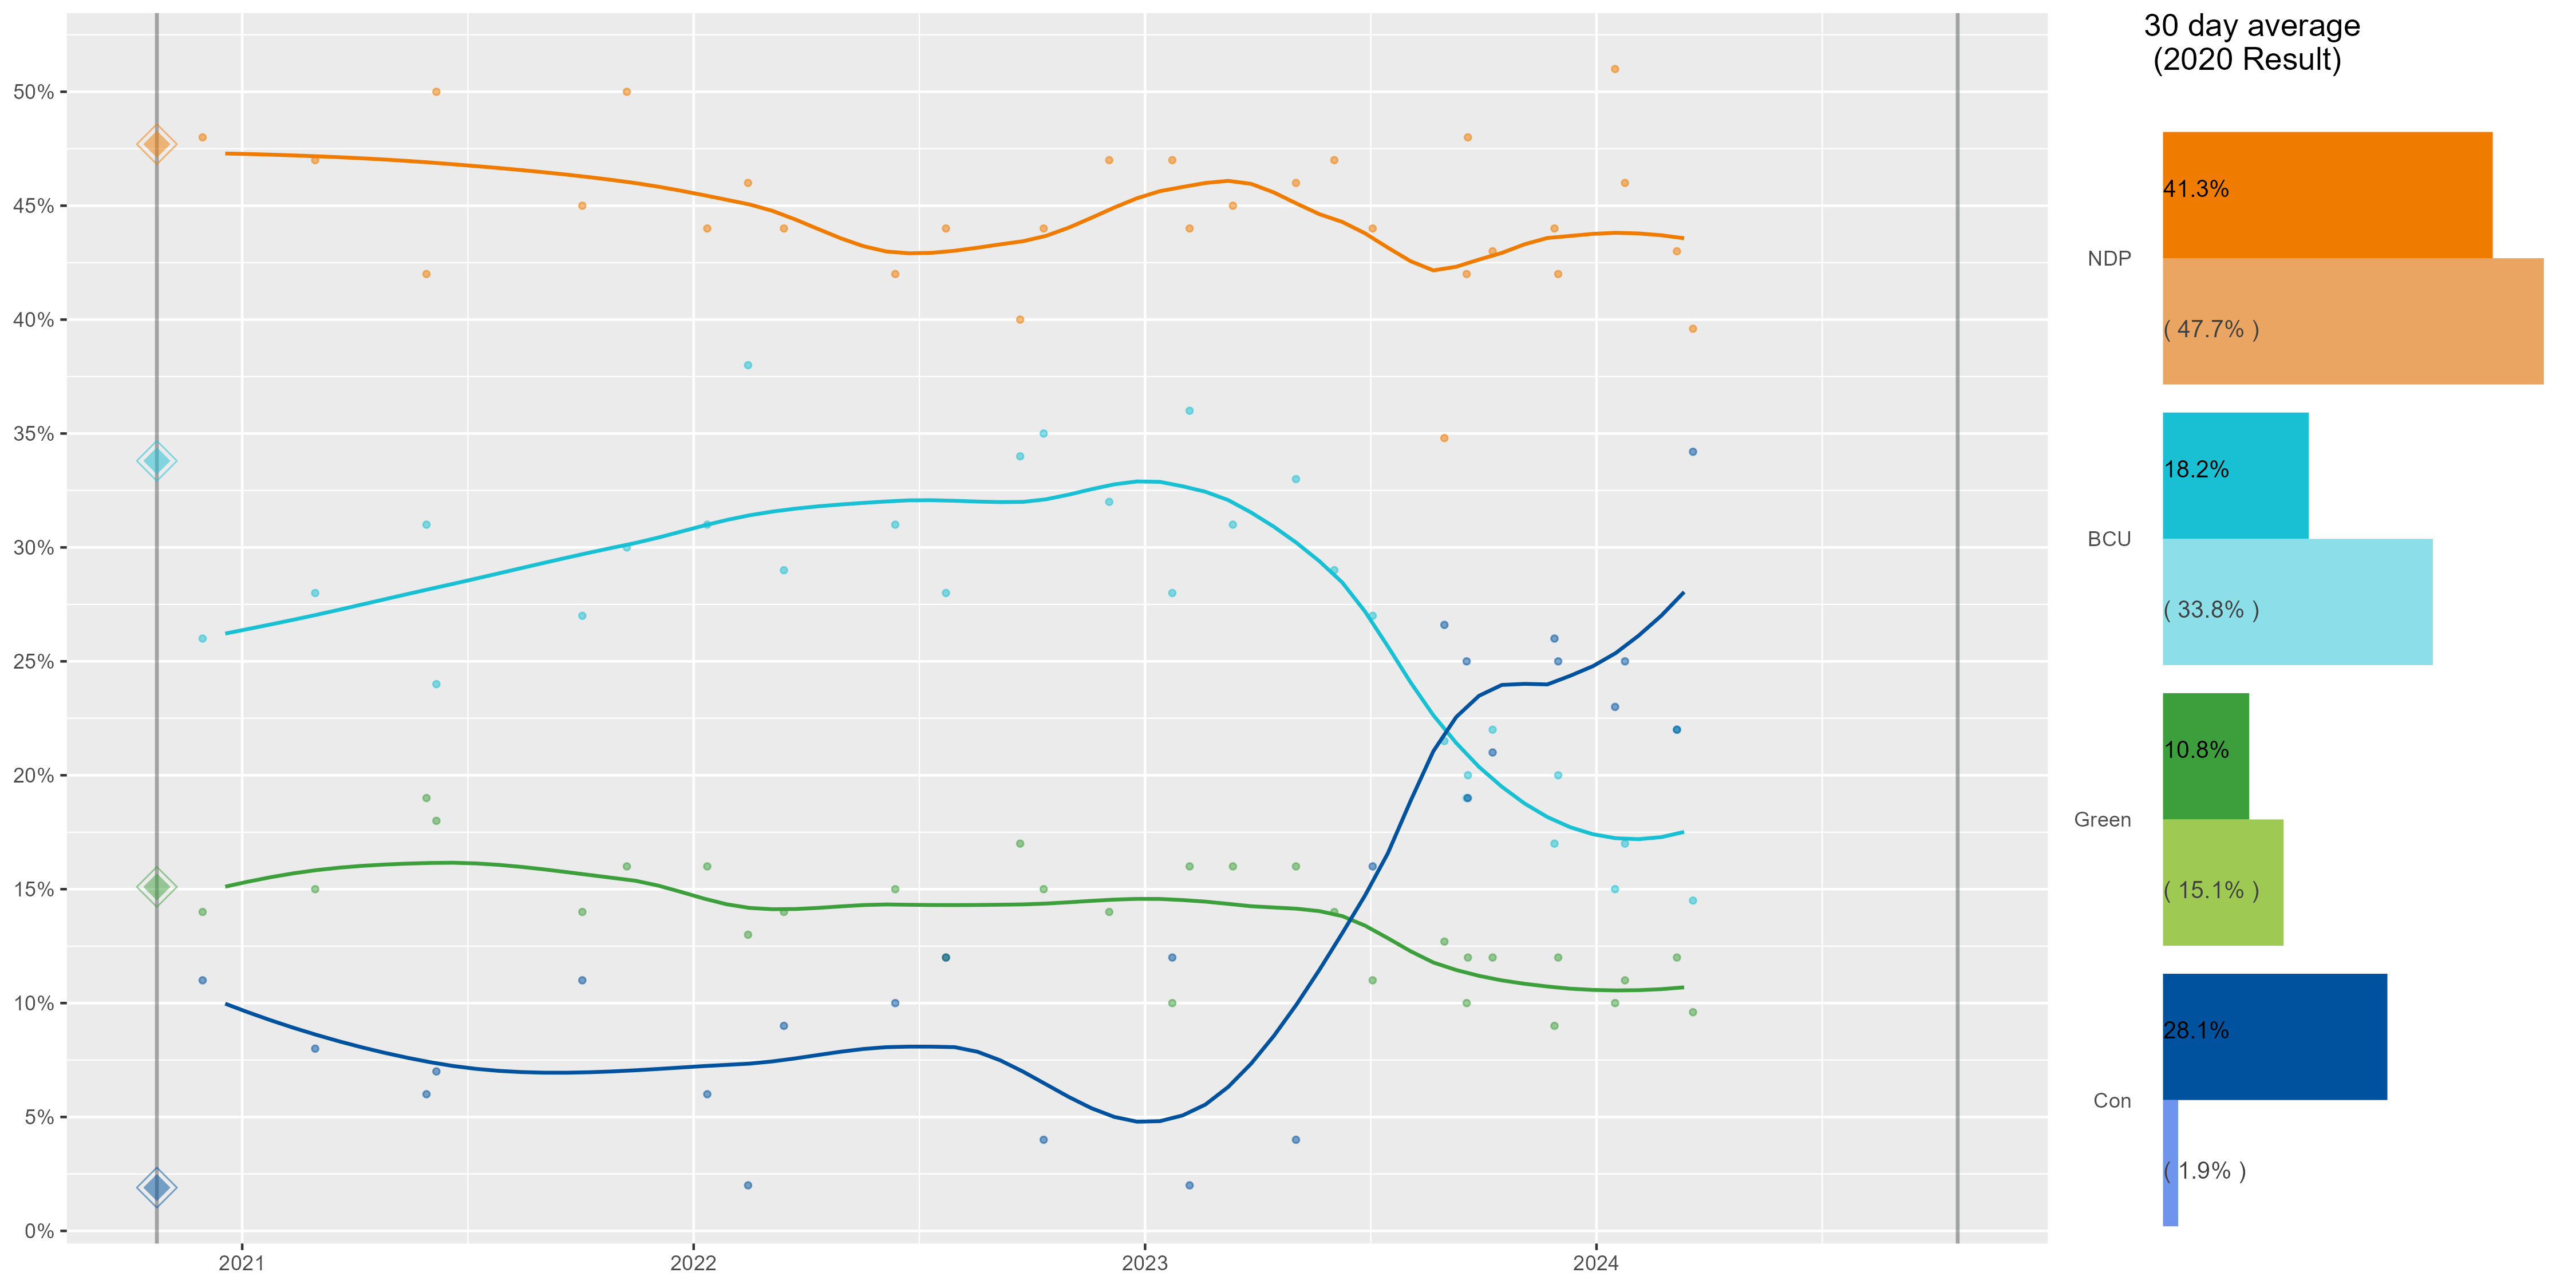 30 day average
(2020 Result)
50%
45%
40%
35%
30%
25%
20%
15%
10%
5%
0%
2021
2022
2023
2024
NDP
41.3%
( 47.7% )
BCU
18.2%
( 33.8% )
Green
10.8%
( 15.1% )
Con
28.1%
( 1.9% )